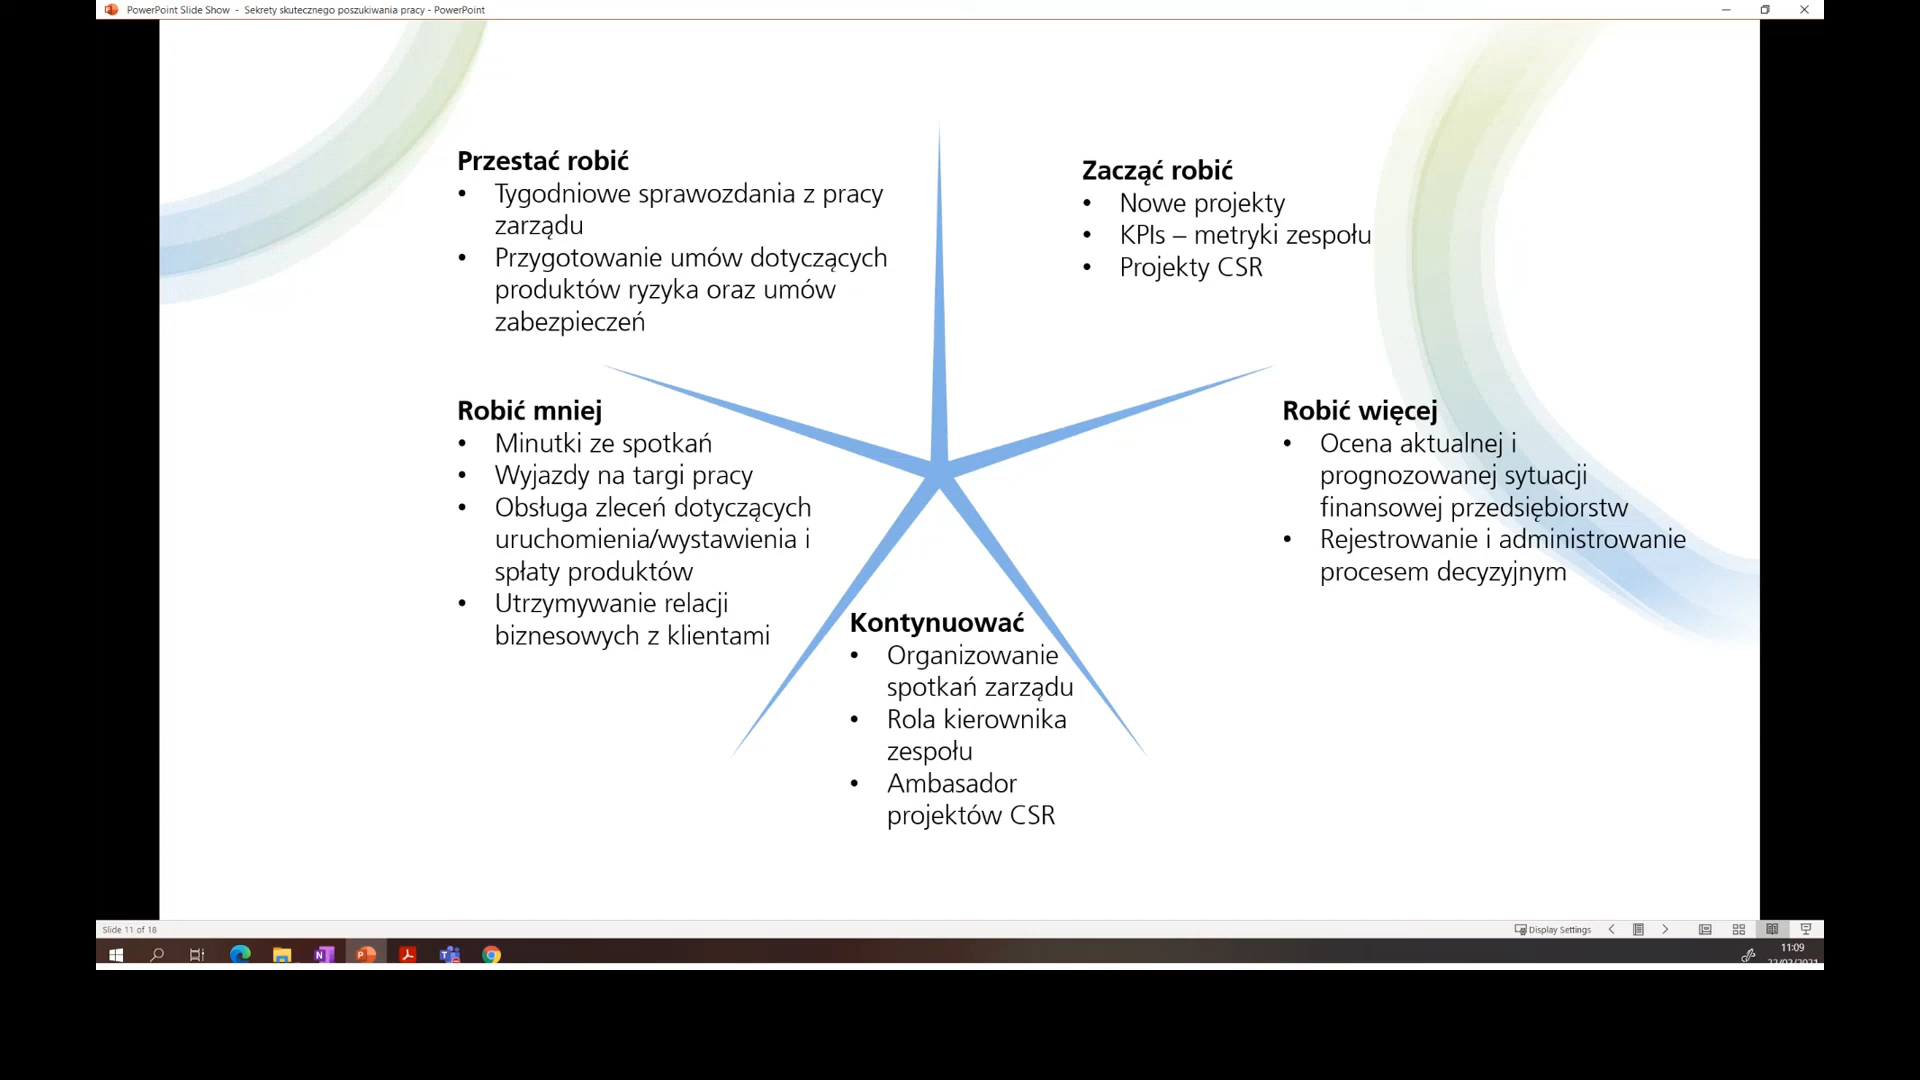 PowerPoint Slide Show - Sekrety skutecznego poszukiwania pracy - PowerPoint
Przestać robić
• Tygodniowe sprawozdania z pracy
zarządu
• Przygotowanie umów dotyczących
produktów ryzyka oraz umów
zabezpieczeń
Zacząć robić
• Nowe projekty
• KPIs – metryki zespołu
• Projekty CSR
Robić mniej
• Minutki ze spotkań
• Wyjazdy na targi pracy
• Obsługa zleceń dotyczących
uruchomienia/wystawienia i
spłaty produktów
• Utrzymywanie relacji
biznesowych z klientami
Robić więcej
• Ocena aktualnej i
prognozowanej sytuacji
finansowej przedsiębiorstw
• Rejestrowanie i administrowanie
procesem decyzyjnym
Kontynuować
• Organizowanie
spotkań zarządu
• Rola kierownika
zespołu
• Ambasador
projektów CSR
Slide 11 of 18
Display Settings
11:09